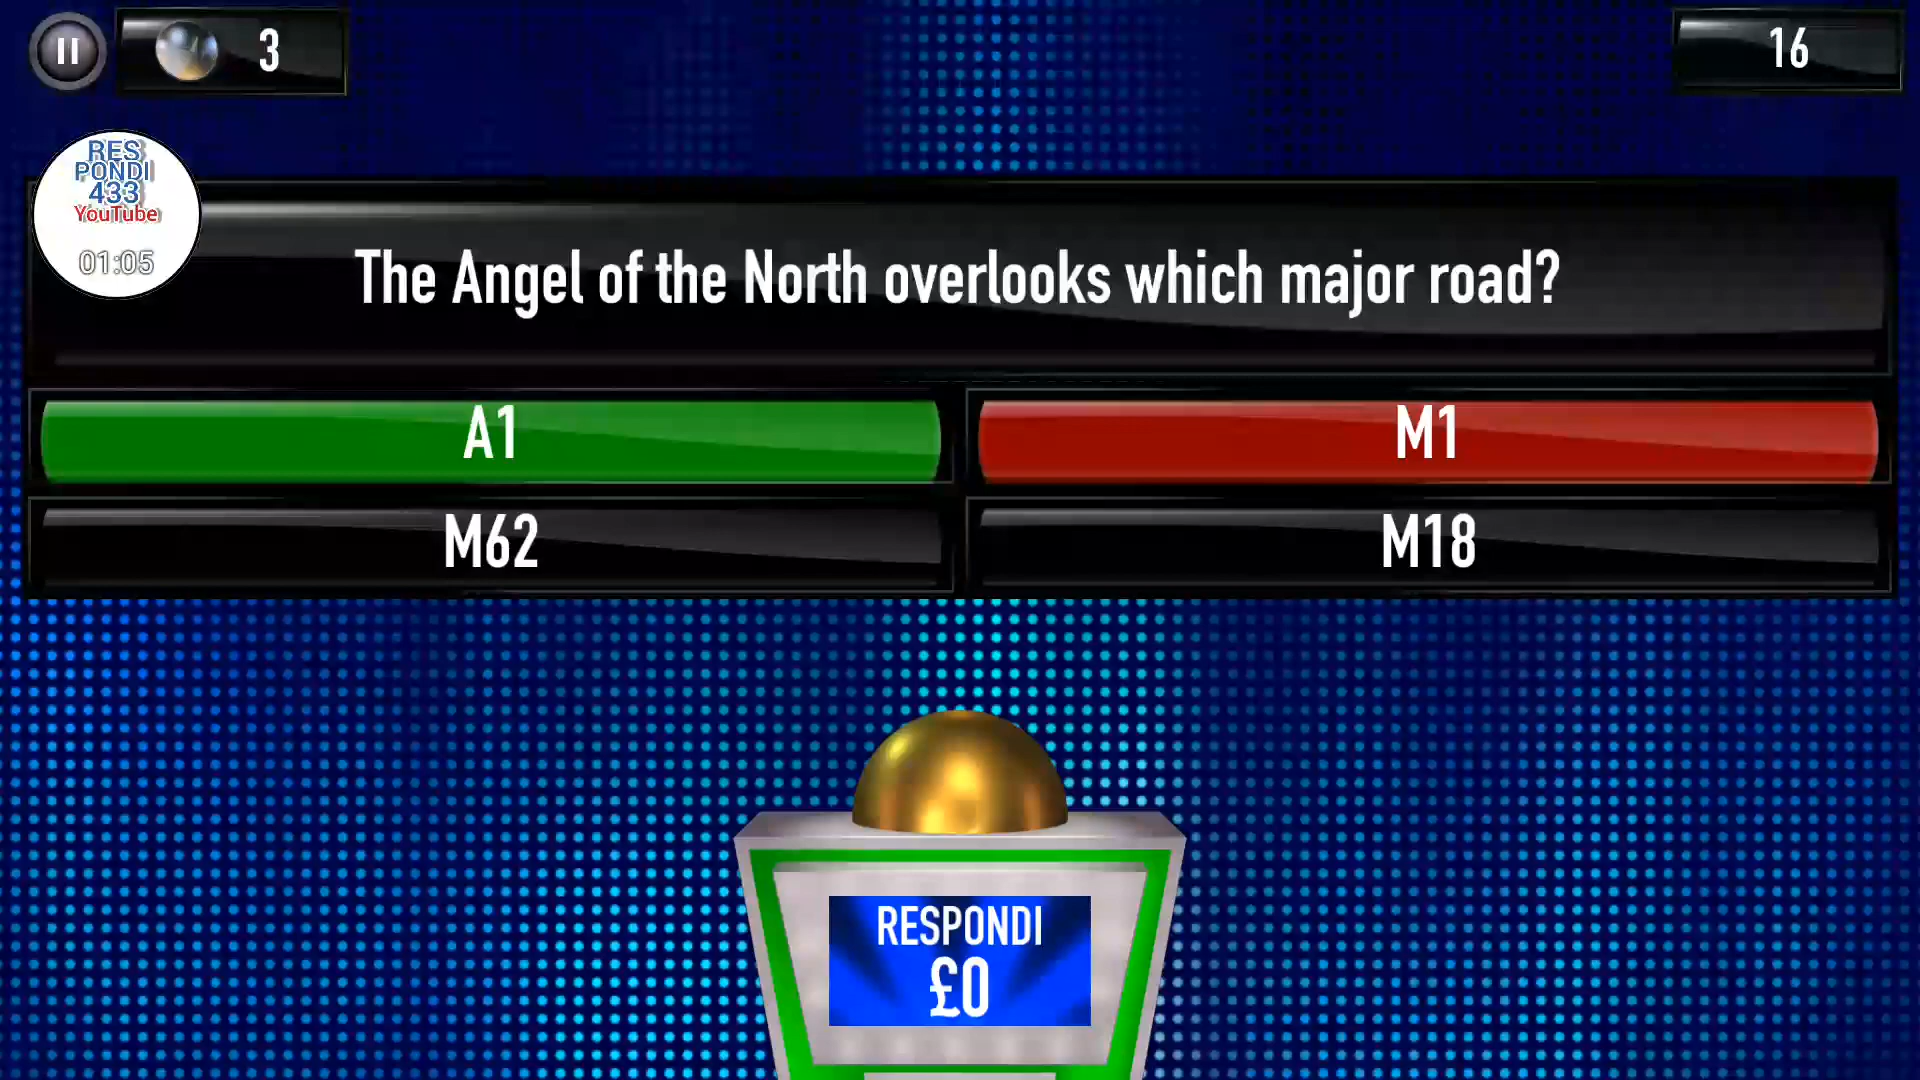 3
16
RES
PONDI
433
YouTube
01:05
The Angel of the North overlooks which major road?
A1
M1
M62
M18
RESPONDI
£0